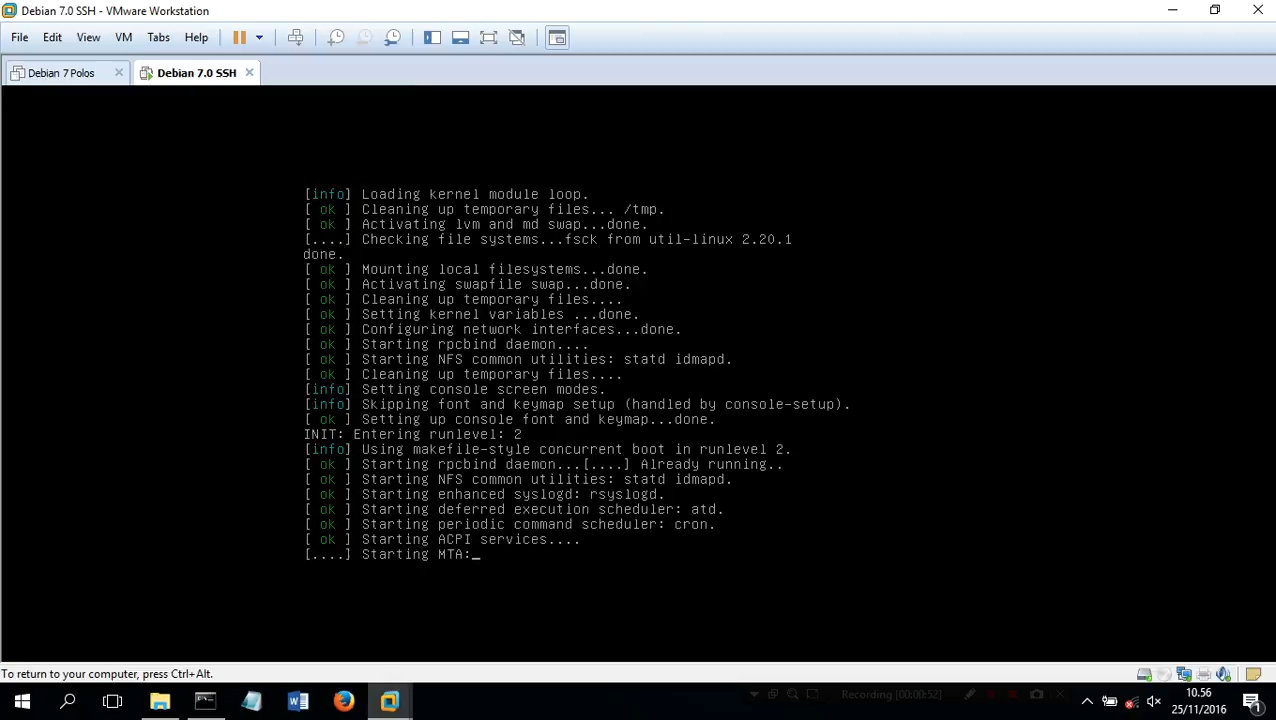 Debian 7.0 SSH - VMware Workstation
File Edit View VM Tabs Help
Debian 7 Polos Debian 7.0 SSH
[info] Loading kernel module loop.
[ ok ] Cleaning up temporary files... /tmp.
[ ok ] Activating lvm and md swap...done.
[....] Checking file systems...fsck from util-linux 2.20.1
done.
[ ok ] Mounting local filesystems...done.
[ ok ] Activating swapfile swap...done.
[ ok ] Cleaning up temporary files....
[ ok ] Setting kernel variables ...done.
[ ok ] Configuring network interfaces...done.
[ ok ] Starting rpcbind daemon....
[ ok ] Starting NFS common utilities: statd idmapd.
[ ok ] Cleaning up temporary files....
[info] Setting console screen modes.
[info] Skipping font and keymap setup (handled by console-setup).
[ ok ] Setting up console font and keymap...done.
INIT: Entering runlevel: 2
[info] Using makefile-style concurrent boot in runlevel 2.
[ ok ] Starting rpcbind daemon...[....] Already running..
[ ok ] Starting NFS common utilities: statd idmapd.
[ ok ] Starting enhanced syslogd: rsyslogd.
[ ok ] Starting deferred execution scheduler: atd.
[ ok ] Starting periodic command scheduler: cron.
[ ok ] Starting ACPI services....
[....] Starting MTA:_
To return to your computer, press Ctrl+Alt.
Recording [00:00:52]
10.56
25/11/2016
1